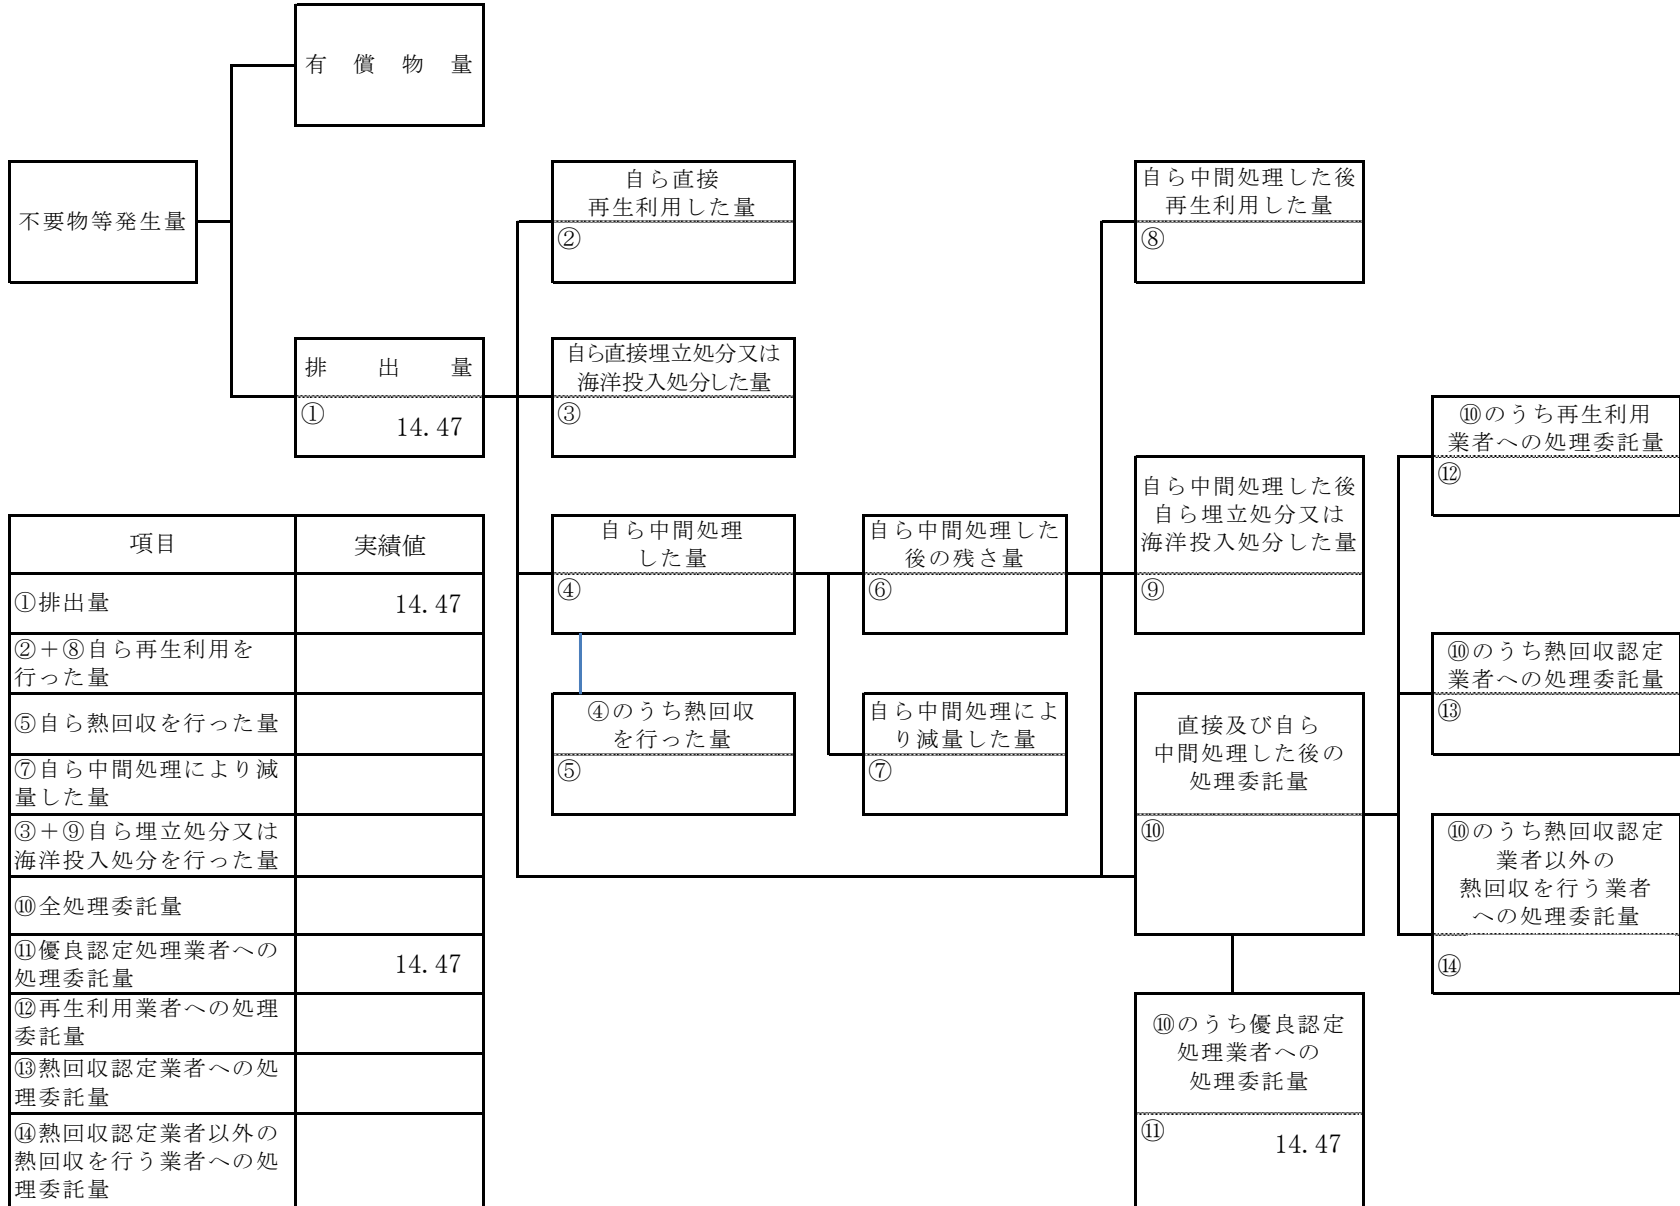 有償物量
不要物等発生量
排出量
① 14.47
自ら直接
再生利用した量
②
自ら直接埋立処分又は
海洋投入処分した量
③
自ら中間処理
した量
④
④のうち熱回収
を行った量
⑤
自ら中間処理した
後の残さ量
⑥
自ら中間処理によ
り減量した量
⑦
自ら中間処理した後
再生利用した量
⑧
自ら中間処理した後
自ら埋立処分又は
海洋投入処分した量
⑨
直接及び自ら
中間処理した後の
処理委託量
⑩
⑩のうち優良認定
処理業者への
処理委託量
⑪ 14.47
⑩のうち再生利用
業者への処理委託量
⑫
⑩のうち熱回収認定
業者への処理委託量
⑬
⑩のうち熱回収認定
業者以外の
熱回収を行う業者
への処理委託量
⑭
項目 実績値
①排出量 14.47
②＋⑧自ら再生利用を
行った量
⑤自ら熱回収を行った量
⑦自ら中間処理により減
量した量
③＋⑨自ら埋立処分又は
海洋投入処分を行った量
⑩全処理委託量
⑪優良認定処理業者への
処理委託量 14.47
⑫再生利用業者への処理
委託量
⑬熱回収認定業者への処
理委託量
⑭熱回収認定業者以外の
熱回収を行う業者への処
理委託量